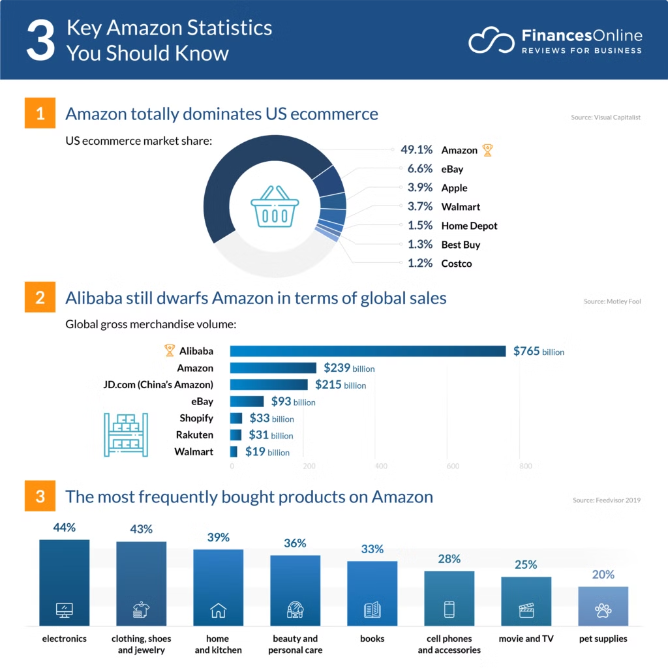 3 Key Amazon Statistics
You Should Know
FinancesOnline
REVIEWS FOR BUSINESS
1 Amazon totally dominates US ecommerce
Source: Visual Capitalist
US ecommerce market share:
49.1% Amazon
6.6% eBay
3.9% Apple
3.7% Walmart
1.5% Home Depot
1.3% Best Buy
1.2% Costco
2 Alibaba still dwarfs Amazon in terms of global sales
Source: Motley Fool
Global gross merchandise volume:
Alibaba $765 billion
Amazon $239 billion
JD.com (China's Amazon) $215 billion
eBay $93 billion
Shopify $33 billion
Rakuten $31 billion
Walmart $19 billion
0 200 400 600 800
3 The most frequently bought products on Amazon
Source: Feedvisor 2019
44% 43% 39% 36% 33% 28% 25% 20%
electronics
clothing, shoes
and jewelry
home
and kitchen
beauty and
personal care
books
cell phones
and accessories
movie and TV
pet supplies